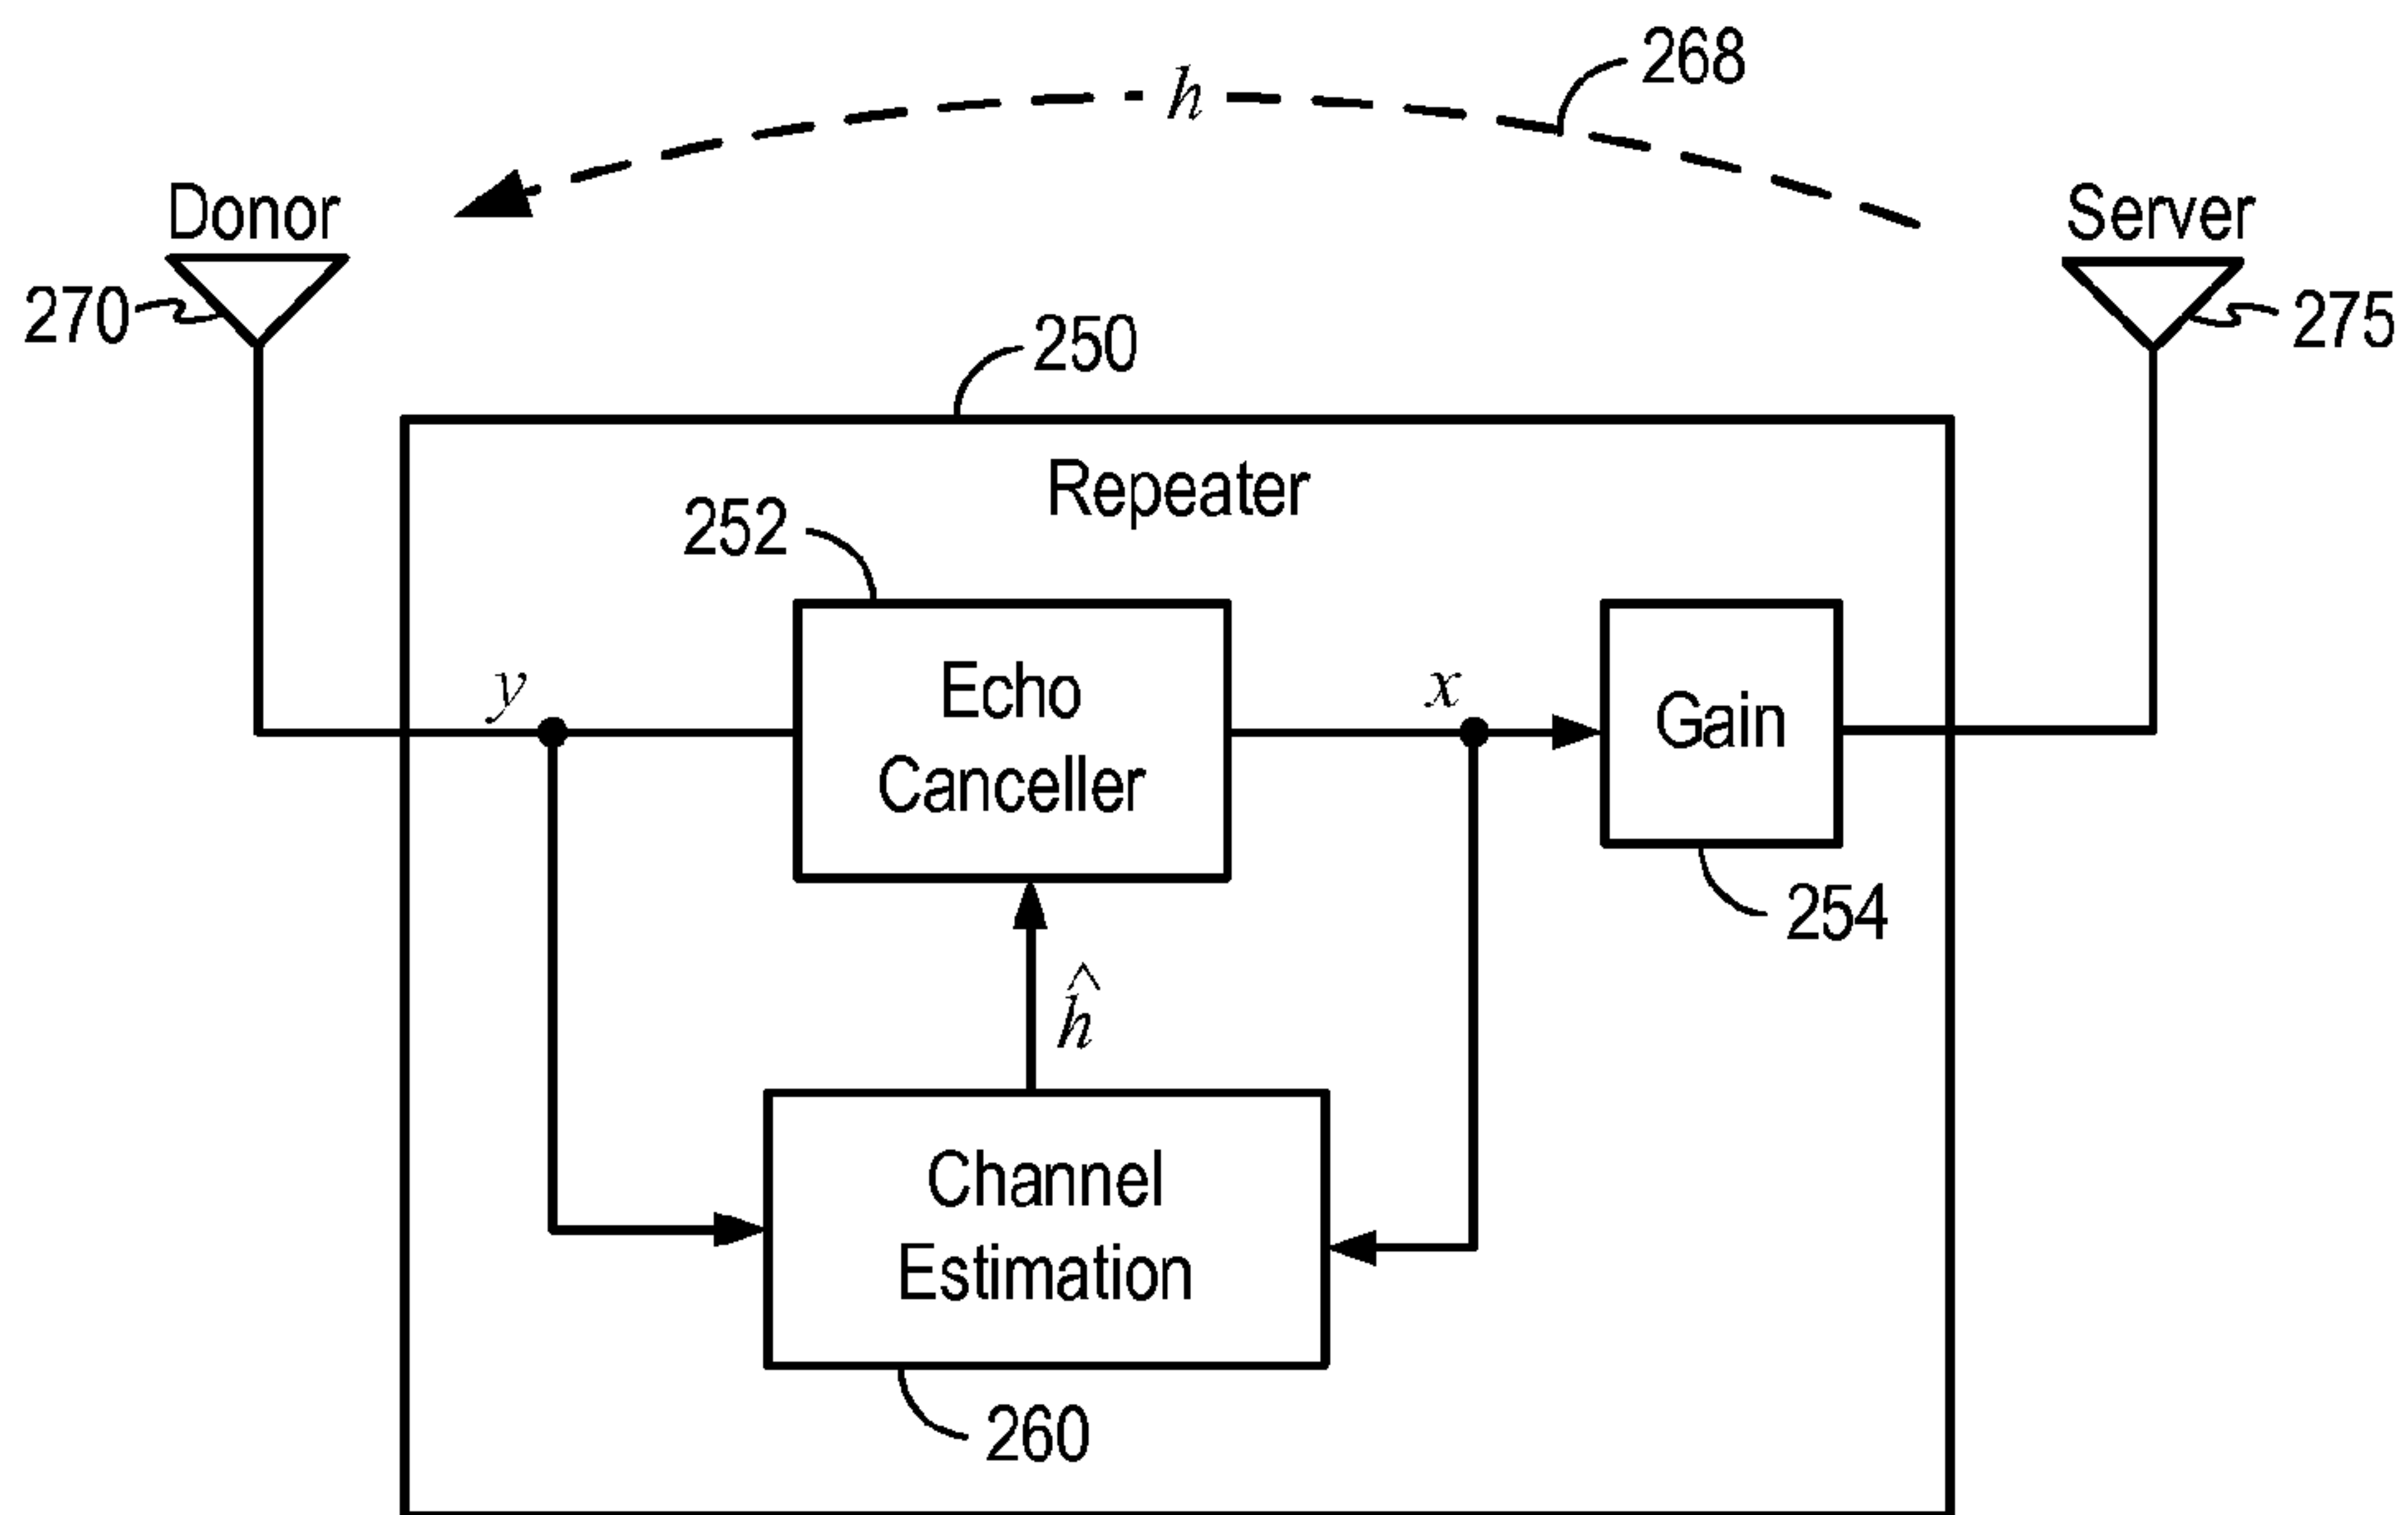 h
268
Donor
Server
270
275
250
Repeater
252
y
Echo
Canceller
x
Gain
254
ĥ
Channel
Estimation
260